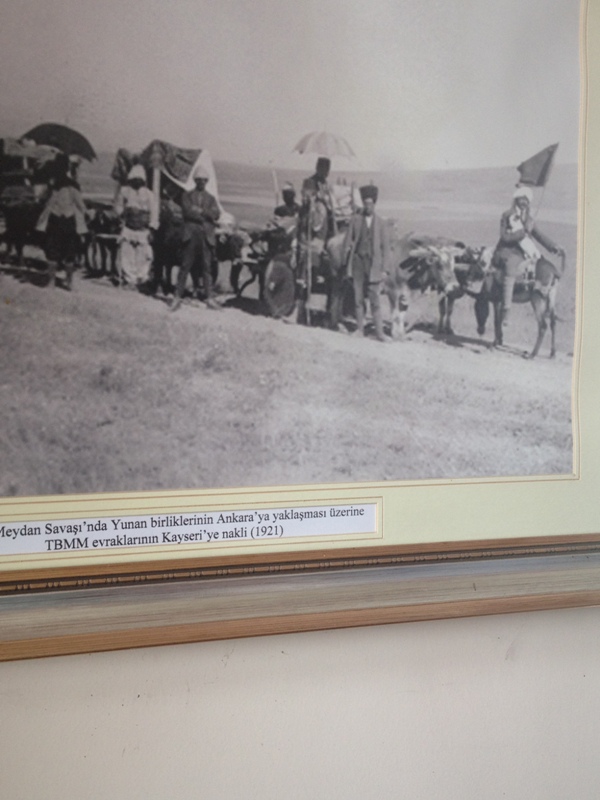 Meydan Savaşı’nda Yunan birliklerinin Ankara’ya yaklaşması üzerine
TBMM evraklarının Kayseri’ye nakli (1921)